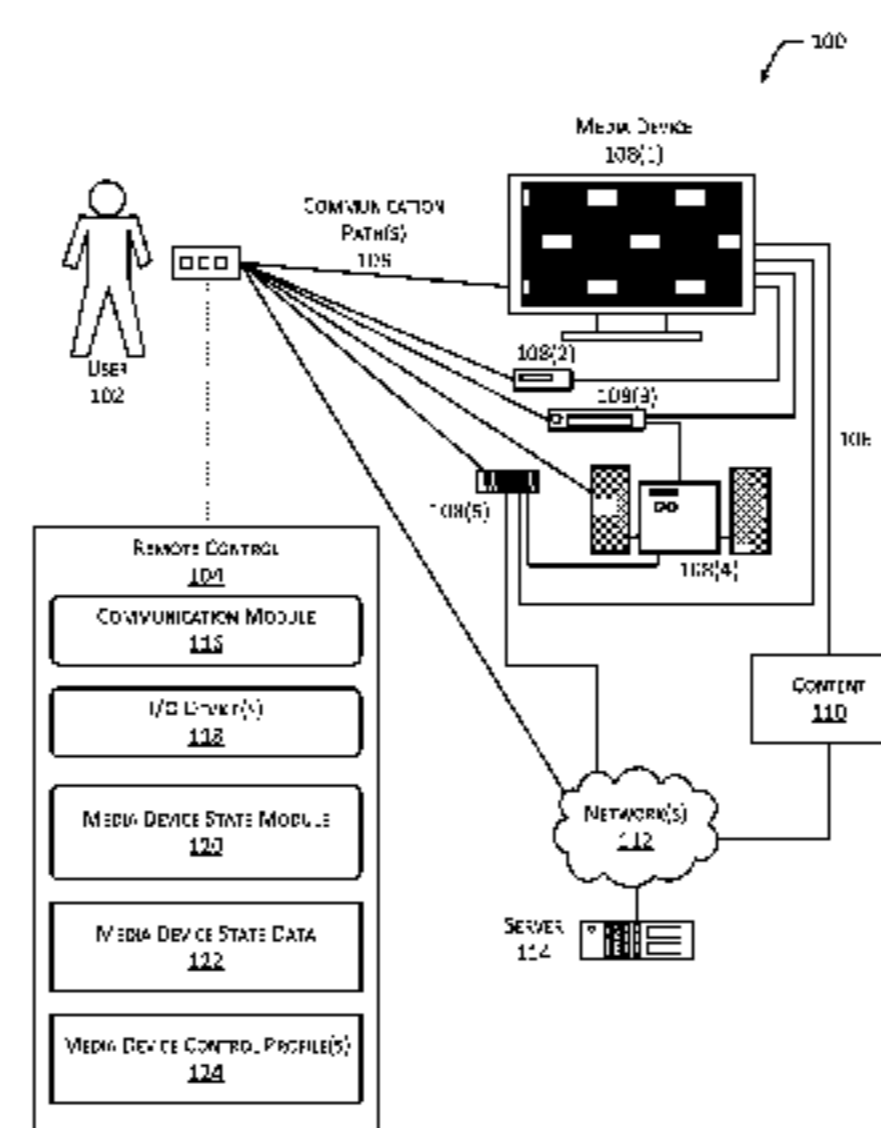 100
MEDIA DEVICE
108(1)
COMMUNICATION
PATH(S)
106
USER
102
108(2)
108(3)
106
108(5)
108(4)
REMOTE CONTROL
104
COMMUNICATION MODULE
116
I/O DEVICE(S)
118
CONTENT
110
MEDIA DEVICE STATE MODULE
120
NETWORK(S)
112
MEDIA DEVICE STATE DATA
122
SERVER
114
MEDIA DEVICE CONTROL PROFILE(S)
124